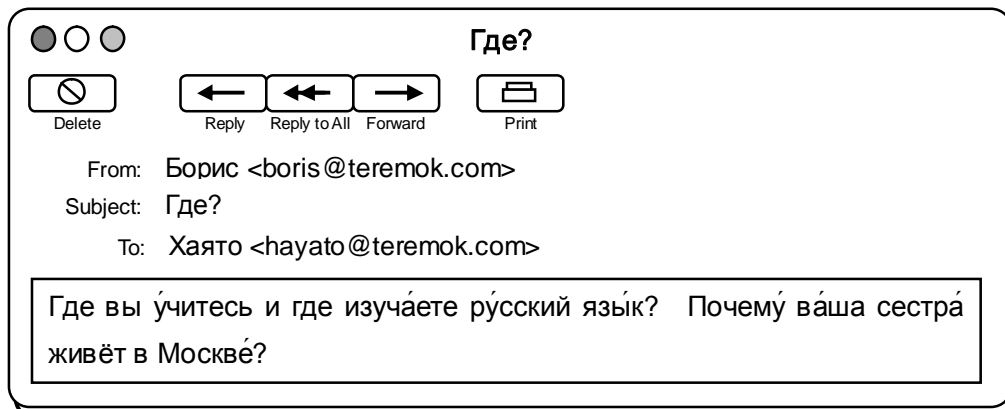 Где?
Delete Reply Reply to All Forward Print
From: Борис <boris@teremok.com>
Subject: Где?
To: Хаято <hayato@teremok.com>
Где вы у́читесь и где изуча́ете ру́сский язы́к? Почему́ ва́ша сестра́
живёт в Москве́?